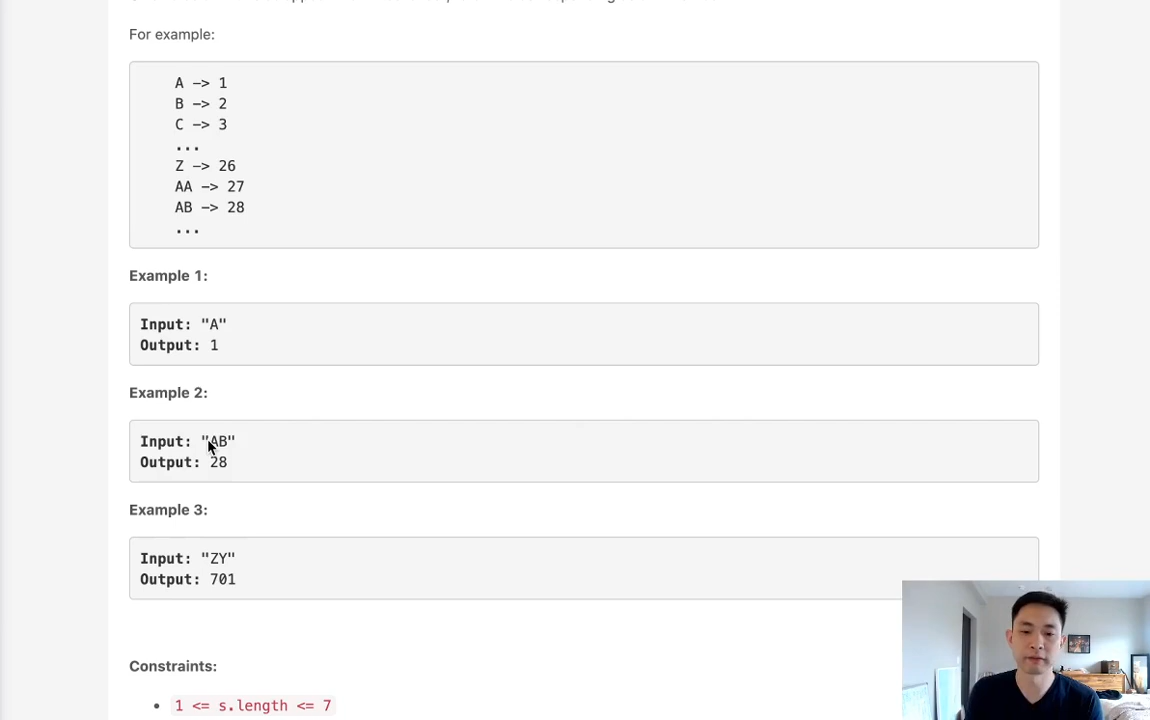 For example:
A -> 1
B -> 2
C -> 3
...
Z -> 26
AA -> 27
AB -> 28
...
Example 1:
Input: "A"
Output: 1
Example 2:
Input: "AB"
Output: 28
Example 3:
Input: "ZY"
Output: 701
Constraints:
• 1 <= s.length <= 7